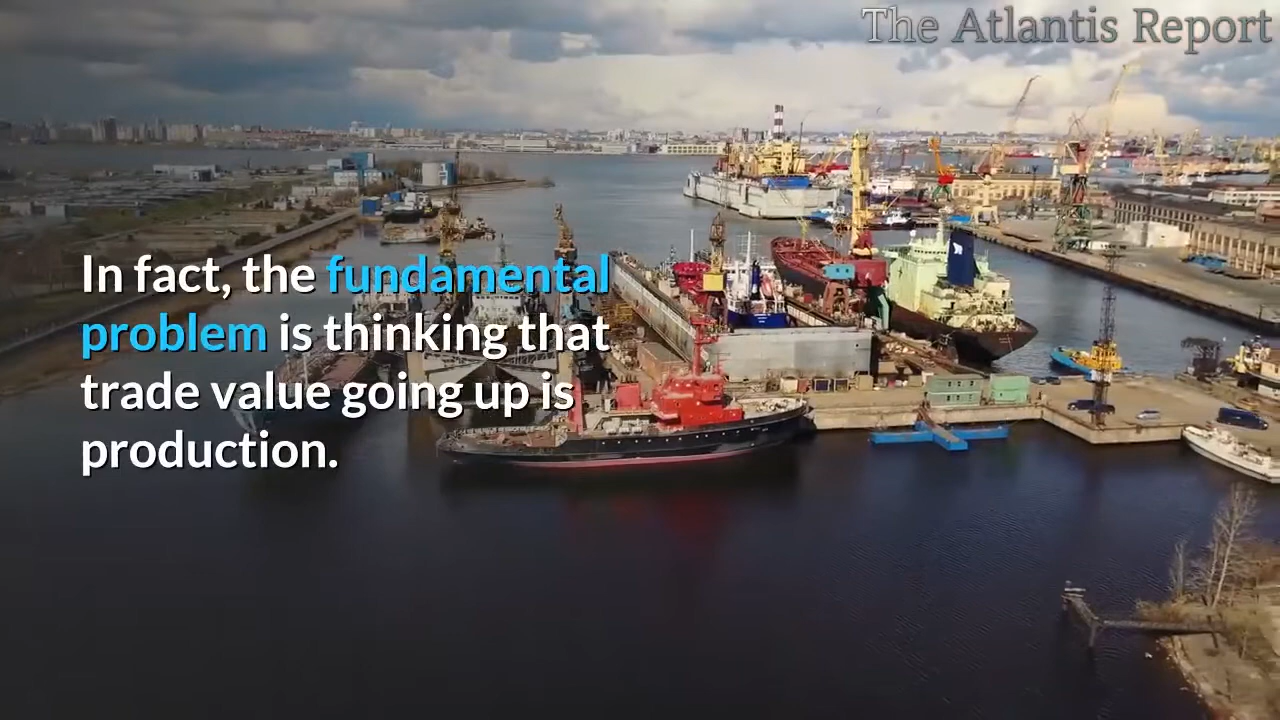 The Atlantis Report
In fact, the fundamental
problem is thinking that
trade value going up is
production.